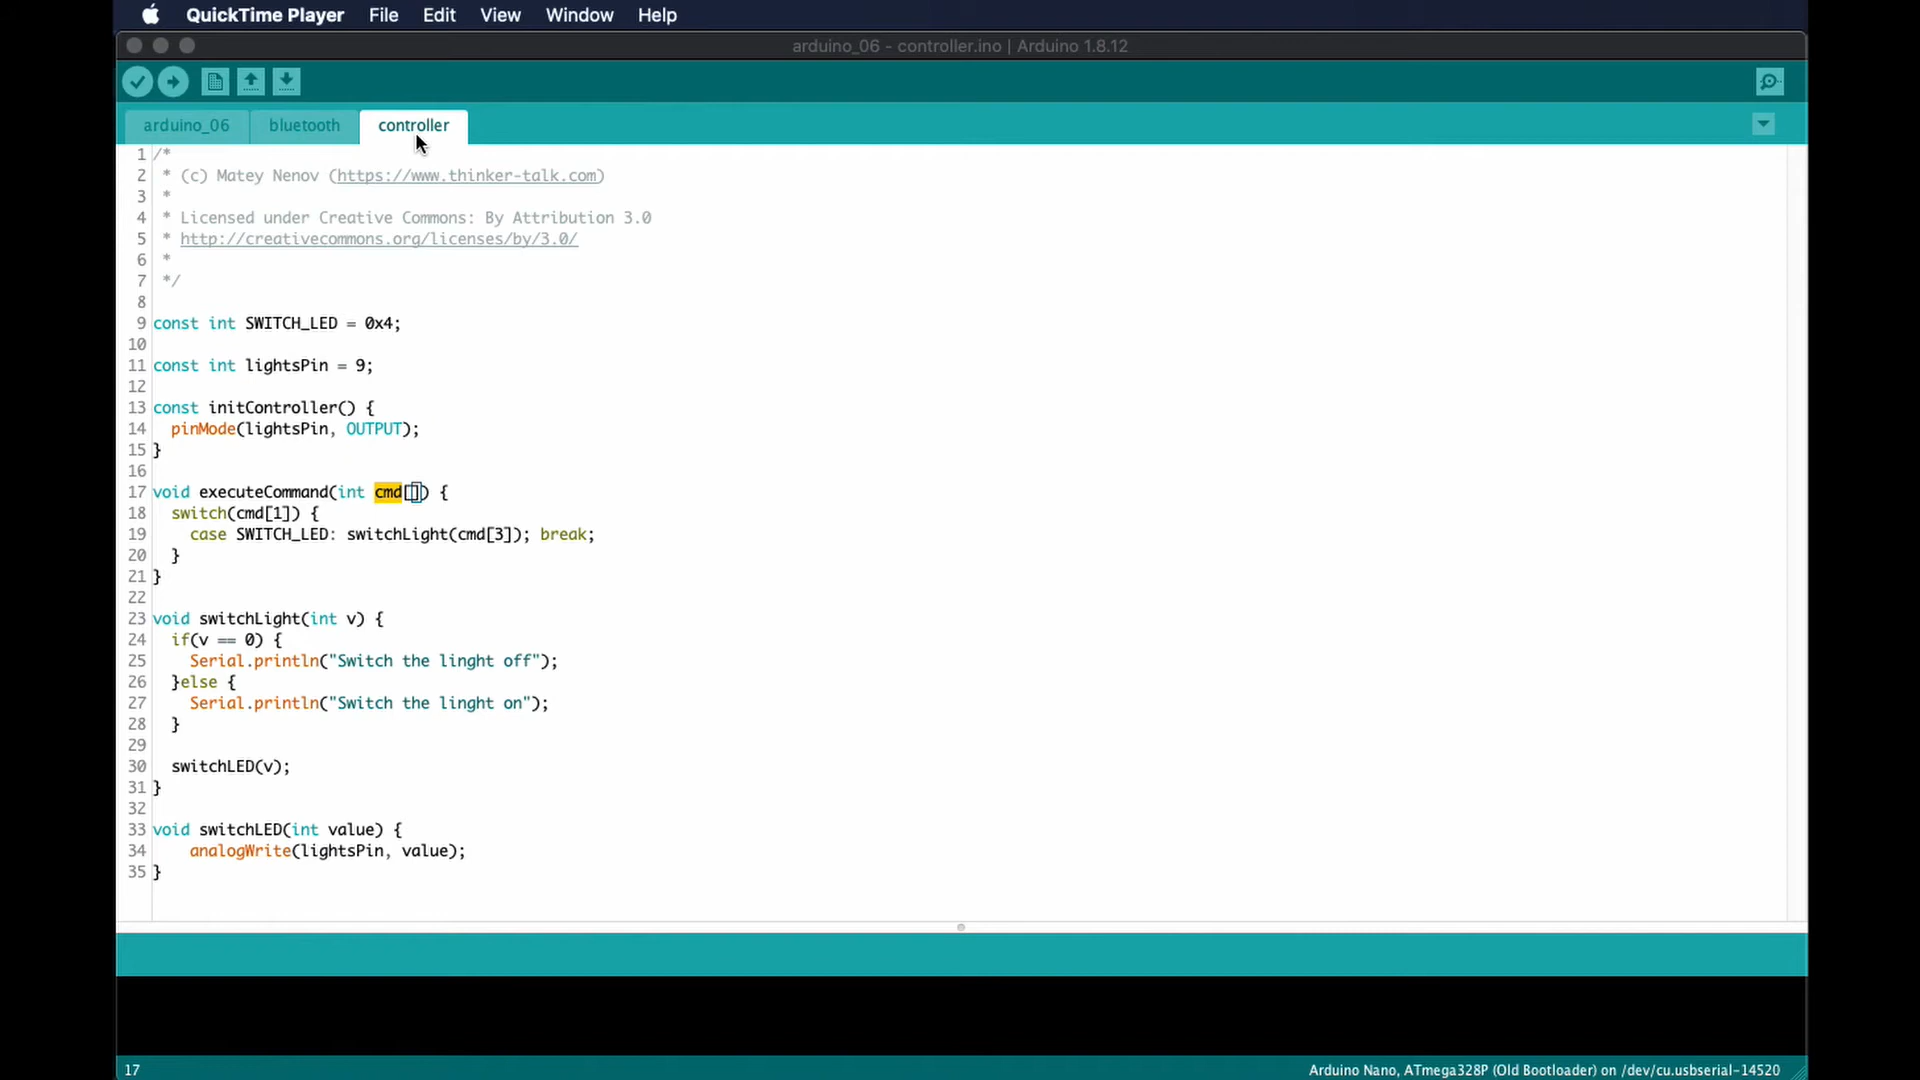 QuickTime Player File Edit View Window Help
arduino_06 - controller.ino | Arduino 1.8.12
arduino_06 bluetooth controller
1 /*
2 * (c) Matey Nenov (https://www.thinker-talk.com)
3 *
4 * Licensed under Creative Commons: By Attribution 3.0
5 * http://creativecommons.org/licenses/by/3.0/
6 *
7 */
8
9 const int SWITCH_LED = 0x4;
10
11 const int lightsPin = 9;
12
13 const initController() {
14 pinMode(lightsPin, OUTPUT);
15 }
16
17 void executeCommand(int cmd[]) {
18 switch(cmd[1]) {
19 case SWITCH_LED: switchLight(cmd[3]); break;
20 }
21 }
22
23 void switchLight(int v) {
24 if(v == 0) {
25 Serial.println("Switch the linght off");
26 }else {
27 Serial.println("Switch the linght on");
28 }
29
30 switchLED(v);
31 }
32
33 void switchLED(int value) {
34 analogWrite(lightsPin, value);
35 }
17 Arduino Nano, ATmega328P (Old Bootloader) on /dev/cu.usbserial-14520